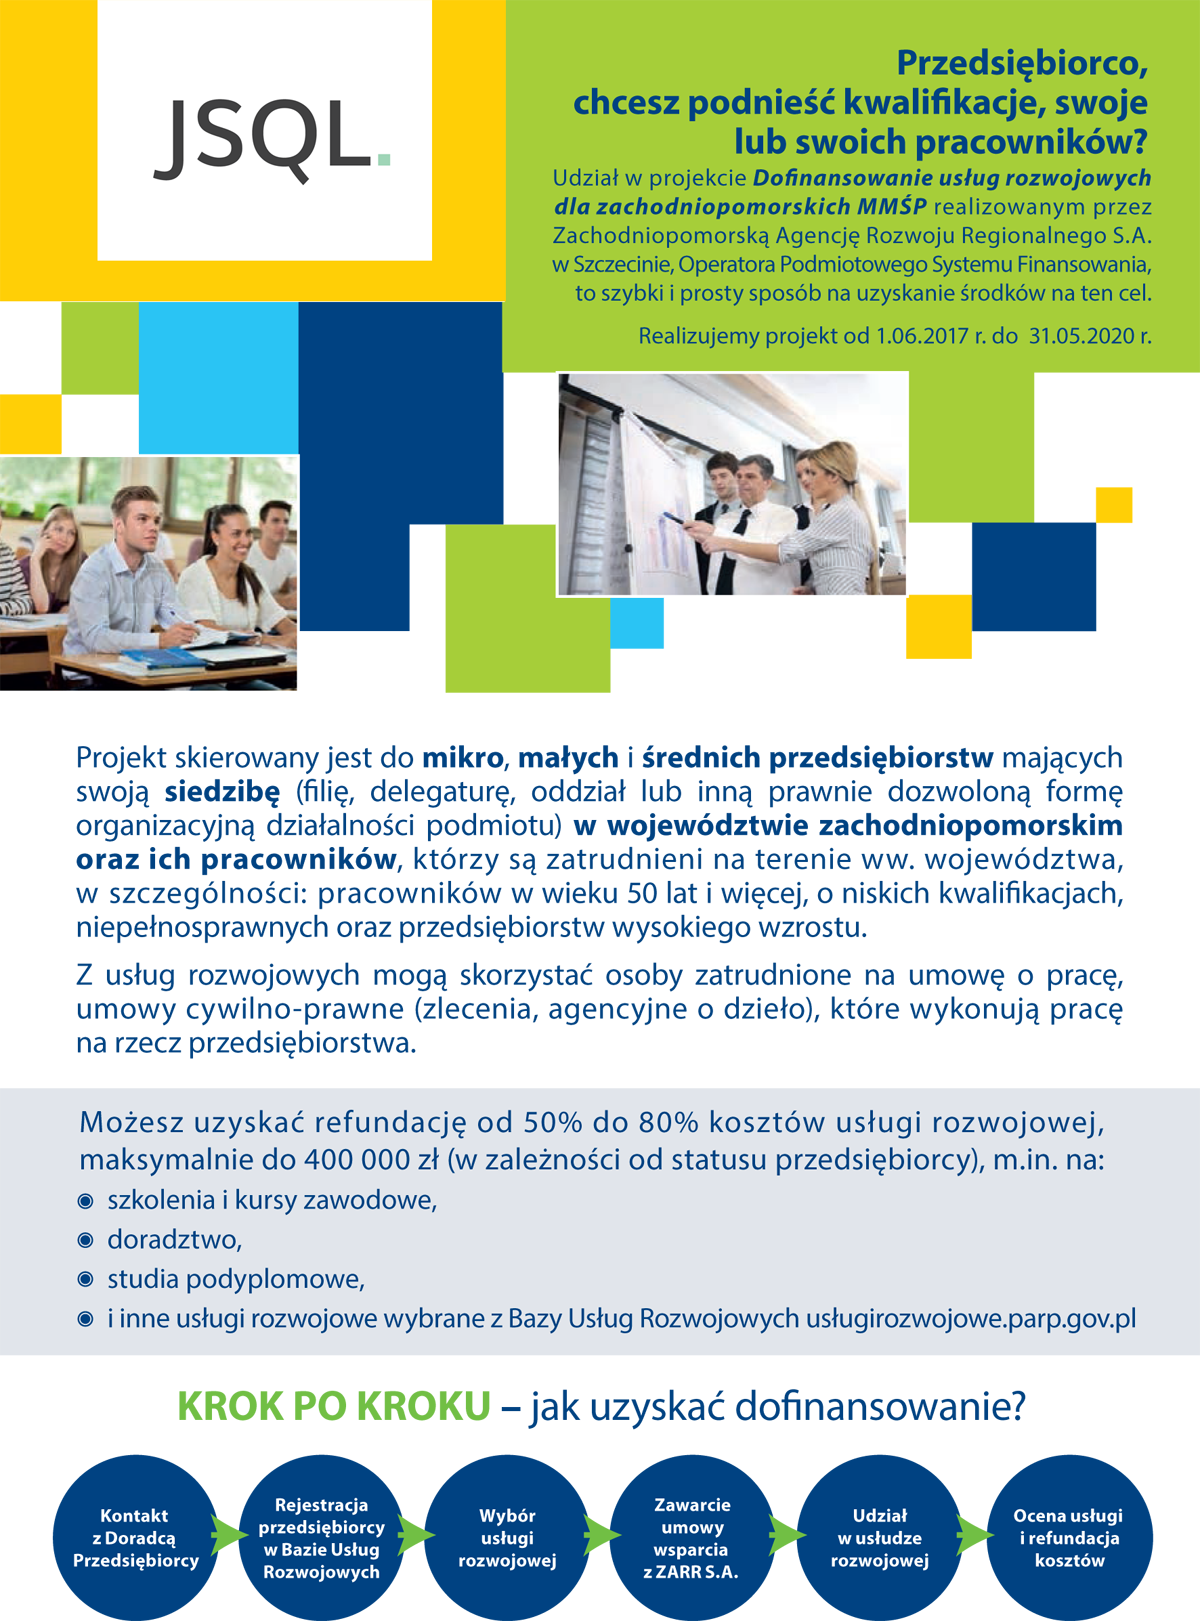 JSQL.
Przedsiębiorco,
chcesz podnieść kwalifikacje, swoje
lub swoich pracowników?
Udział w projekcie Dofinansowanie usług rozwojowych
dla zachodniopomorskich MMŚP realizowanym przez
Zachodniopomorską Agencję Rozwoju Regionalnego S.A.
w Szczecinie, Operatora Podmiotowego Systemu Finansowania,
to szybki i prosty sposób na uzyskanie środków na ten cel.
Realizujemy projekt od 1.06.2017 r. do 31.05.2020 r.
Projekt skierowany jest do mikro, małych i średnich przedsiębiorstw mających
swoją siedzibę (filię, delegaturę, oddział lub inną prawnie dozwoloną formę
organizacyjną działalności podmiotu) w województwie zachodniopomorskim
oraz ich pracowników, którzy są zatrudnieni na terenie ww. województwa,
w szczególności: pracowników w wieku 50 lat i więcej, o niskich kwalifikacjach,
niepełnosprawnych oraz przedsiębiorstw wysokiego wzrostu.
Z usług rozwojowych mogą skorzystać osoby zatrudnione na umowę o pracę,
umowy cywilno-prawne (zlecenia, agencyjne o dzieło), które wykonują pracę
na rzecz przedsiębiorstwa.
Możesz uzyskać refundację od 50% do 80% kosztów usługi rozwojowej,
maksymalnie do 400 000 zł (w zależności od statusu przedsiębiorcy), m.in. na:
szkolenia i kursy zawodowe,
doradztwo,
studia podyplomowe,
i inne usługi rozwojowe wybrane z Bazy Usług Rozwojowych usługirozwojowe.parp.gov.pl
KROK PO KROKU – jak uzyskać dofinansowanie?
Kontakt
z Doradcą
Przedsiębiorcy
Rejestracja
przedsiębiorcy
w Bazie Usług
Rozwojowych
Wybór
usługi
rozwojowej
Zawarcie
umowy
wsparcia
z ZARR S.A.
Udział
w usłudze
rozwojowej
Ocena usługi
i refundacja
kosztów